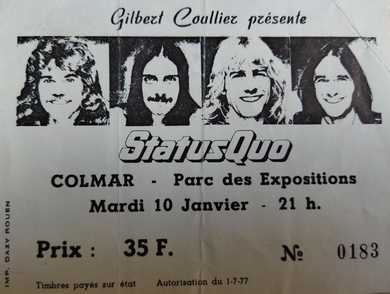 Gilbert Coullier présente
StatusQuo
COLMAR - Parc des Expositions
Mardi 10 Janvier - 21 h.
Prix : 35 F.
№ 0183
Timbres payés sur état Autorisation du 1-7-77
IMP. DAZY ROUEN